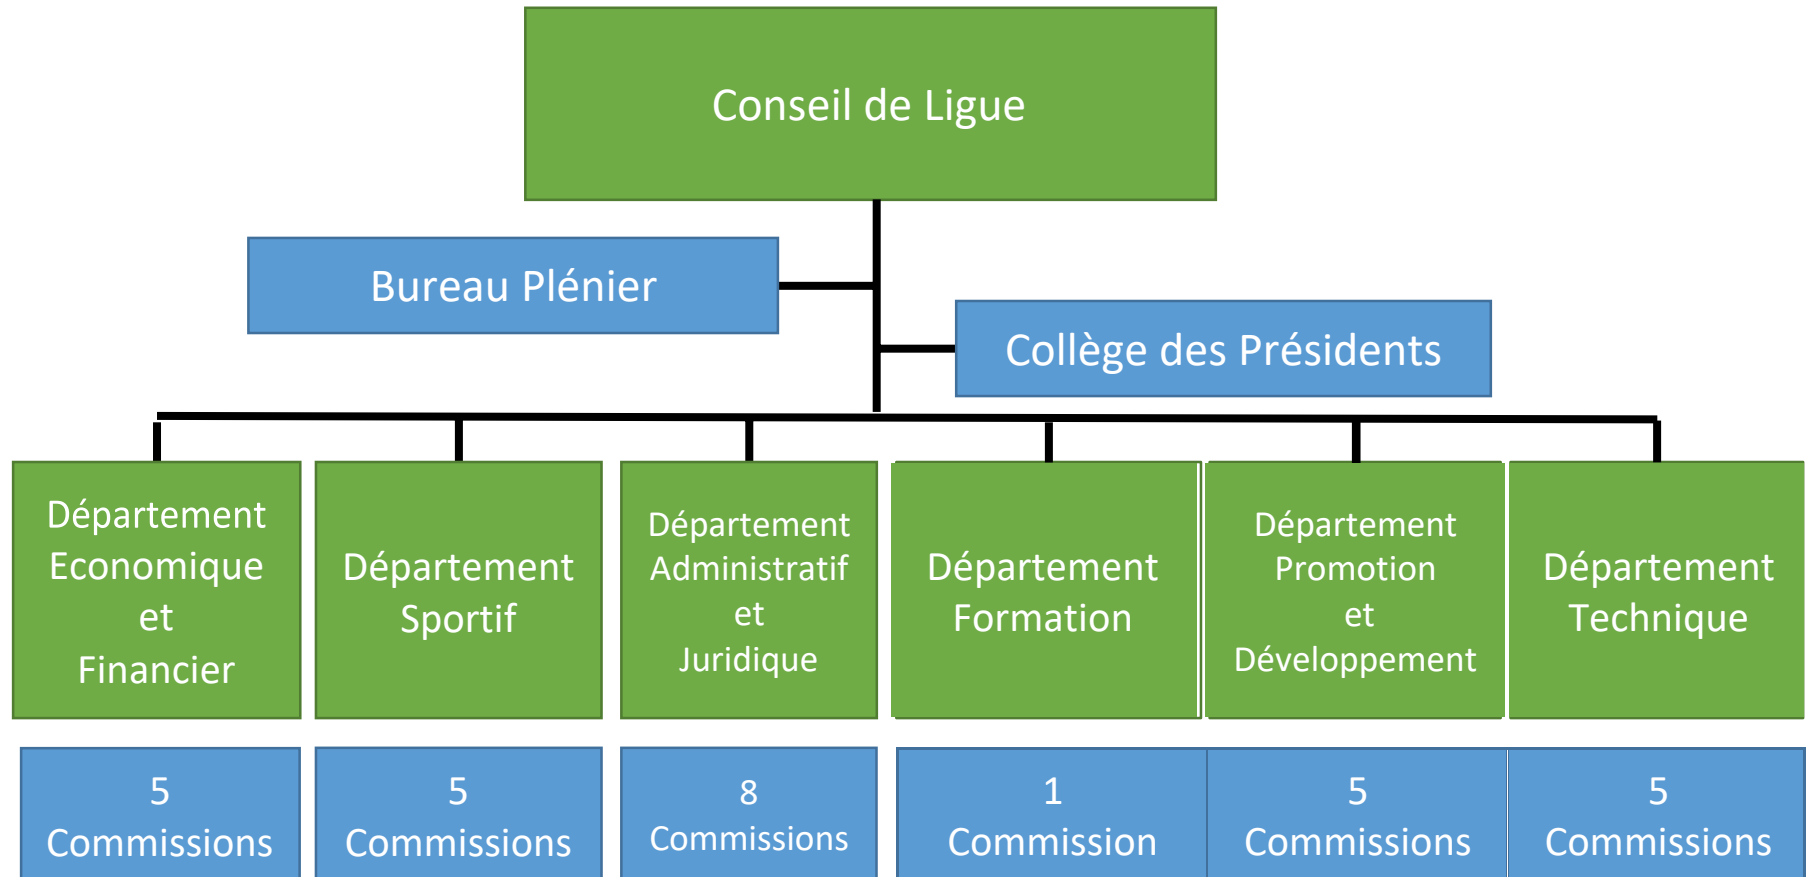 Conseil de Ligue
Bureau Plénier
Collège des Présidents
Département
Economique
et
Financier
Département
Sportif
Département
Administratif
et
Juridique
Département
Formation
Département
Promotion
et
Développement
Département
Technique
5
Commissions
5
Commissions
8
Commissions
1
Commission
5
Commissions
5
Commissions